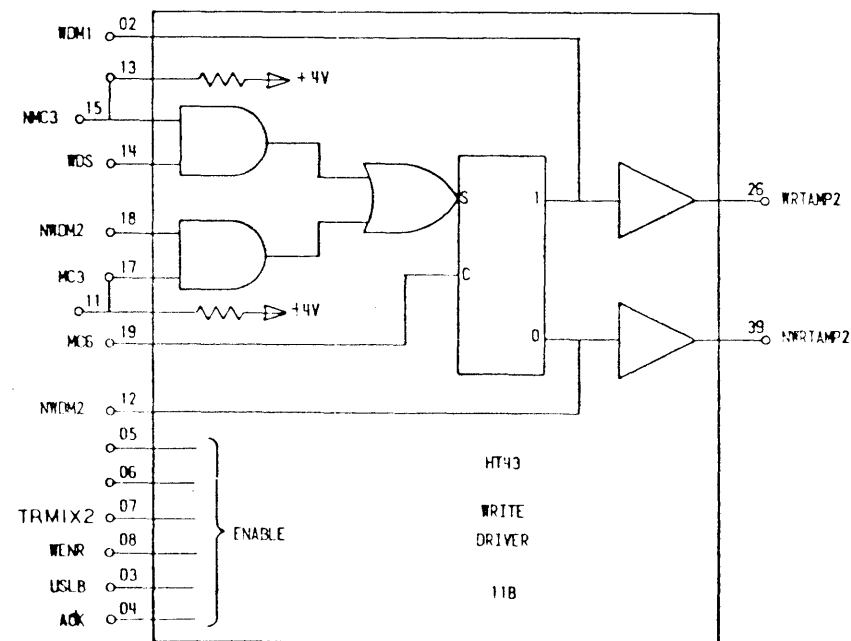 WDM1 02
13 +4V
NMC3 15
WDS 14
S 1 26 WRTAMP2
NWDM2 18
MC3 17
C
11 +4V
MC6 19
0 39 NWRTAMP2
NWDM2 12
05
06
TRMIX2 07
WENR 08
USLB 03
AOK 04
ENABLE
HT43
WRITE
DRIVER
11B